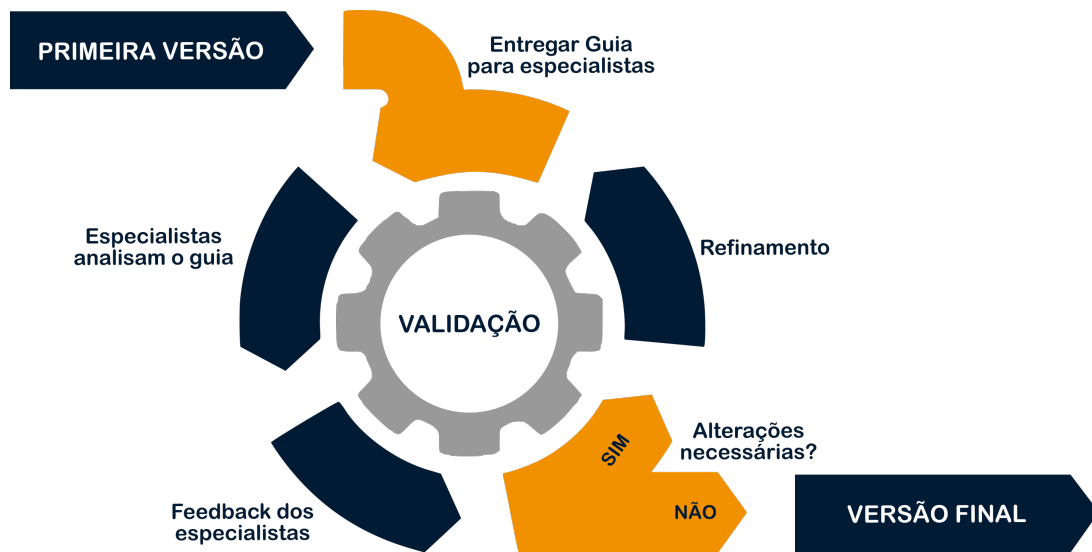 PRIMEIRA VERSÃO
Entregar Guia
para especialistas
Especialistas
analisam o guia
Refinamento
VALIDAÇÃO
Feedback dos
especialistas
SIM
Alterações
necessárias?
NÃO
VERSÃO FINAL